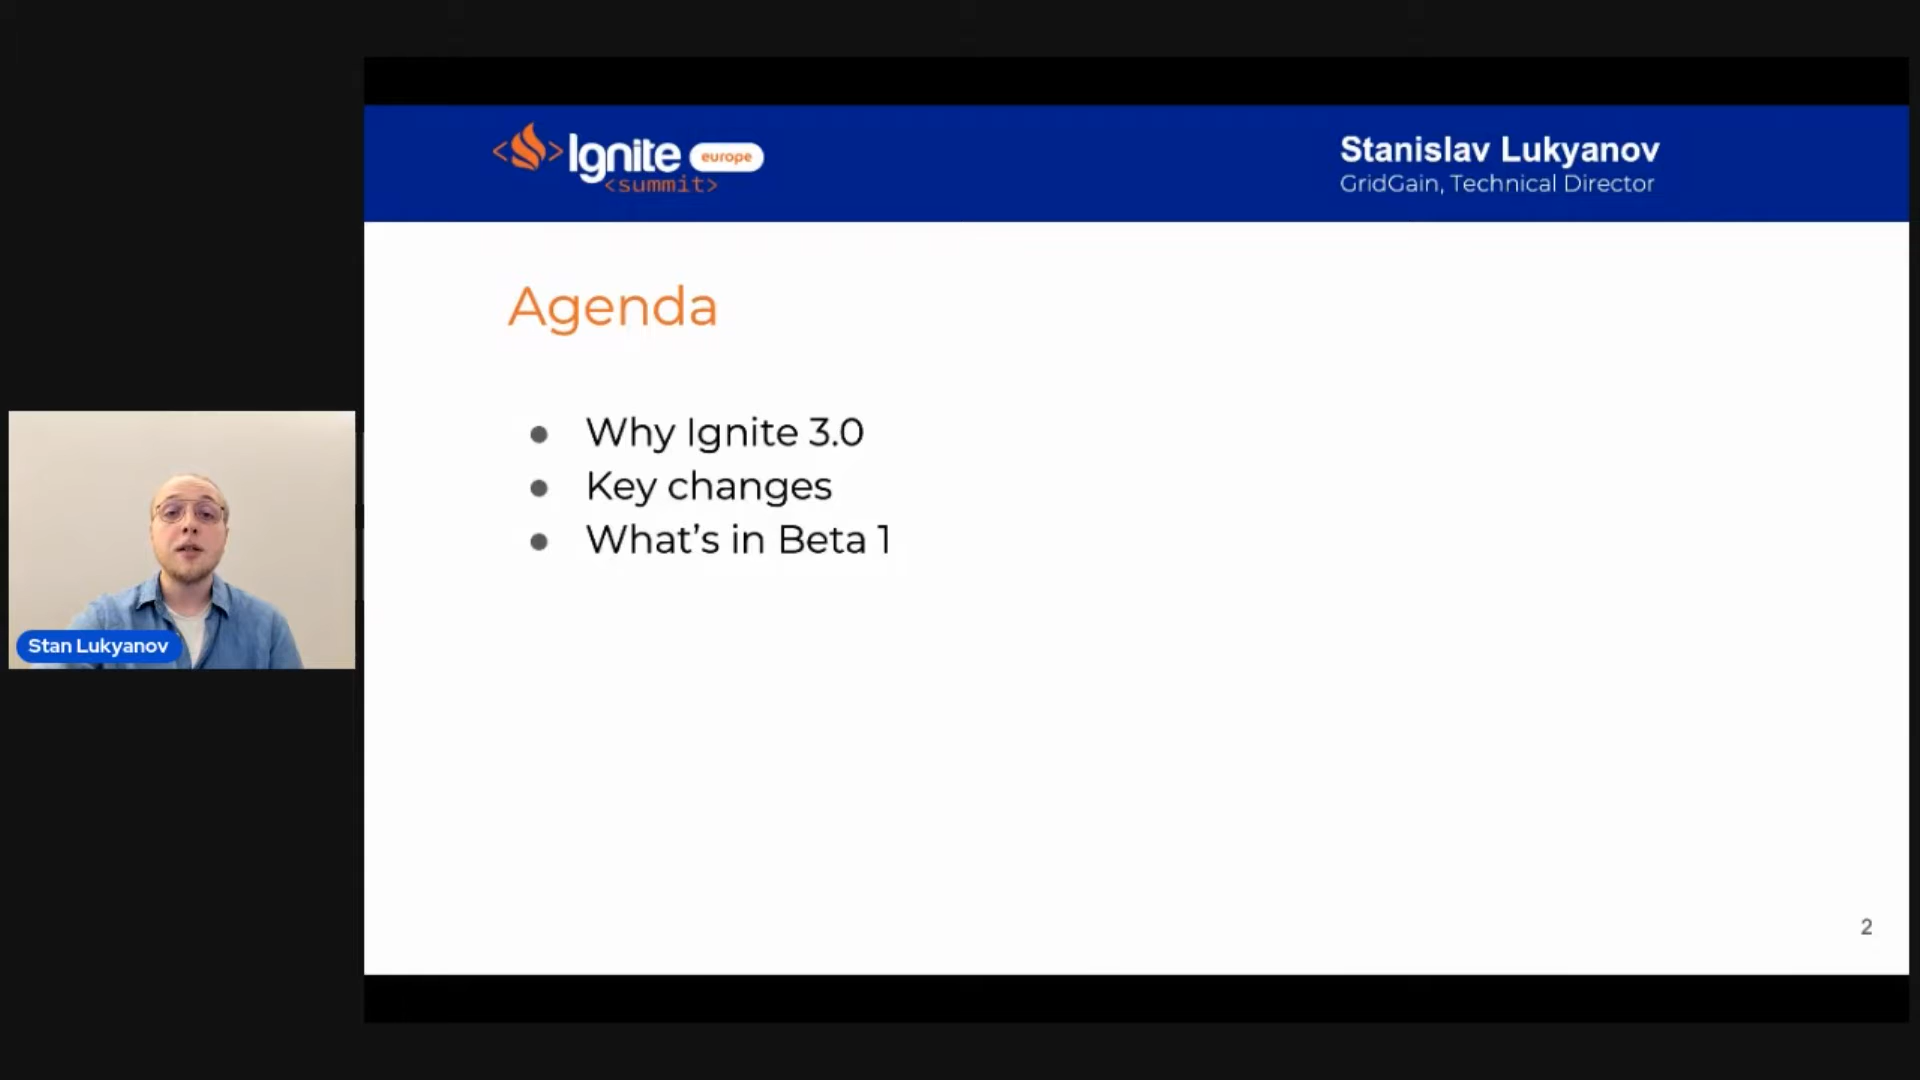 <Ignite> europe
<summit>
Stanislav Lukyanov
GridGain, Technical Director
Agenda
● Why Ignite 3.0
● Key changes
● What’s in Beta 1
Stan Lukyanov
2